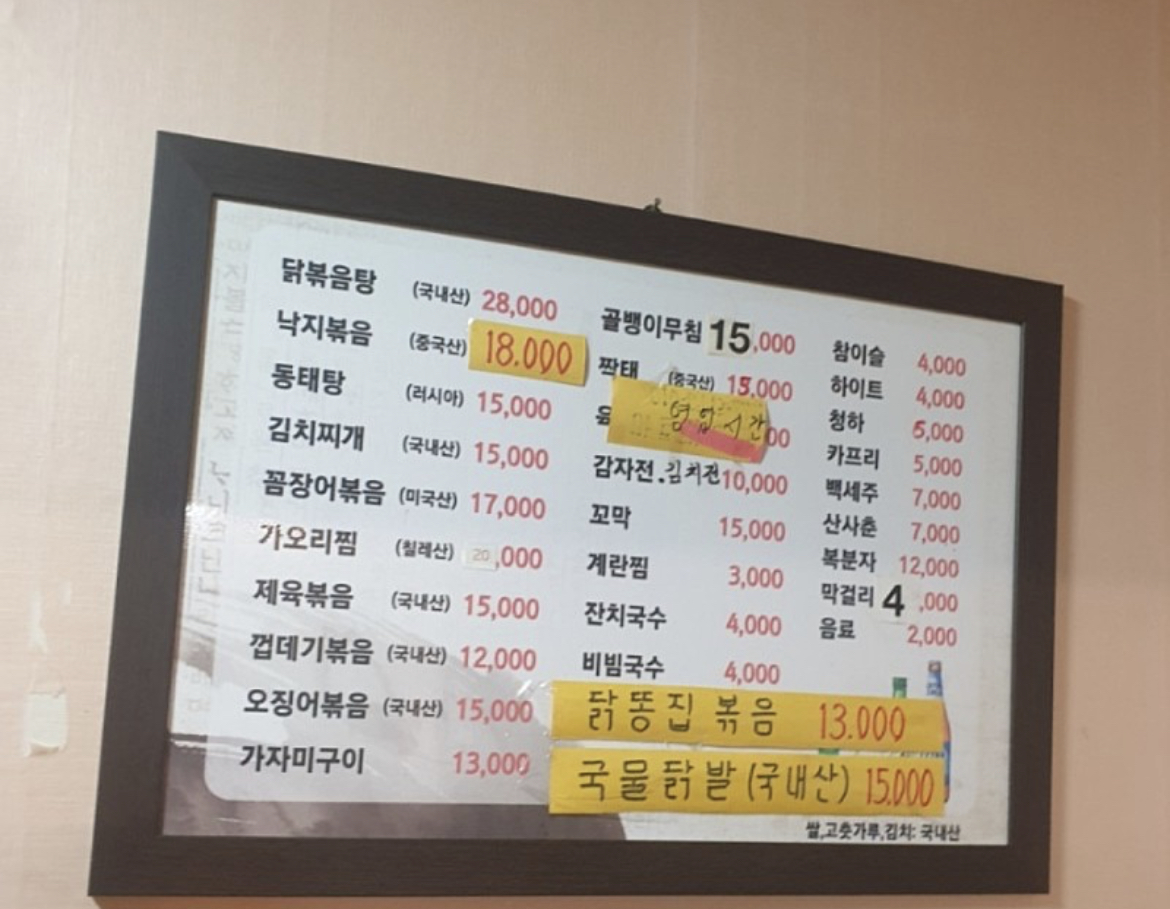 닭볶음탕 (국내산) 28,000
낙지볶음 (중국산) 18.000
동태탕 (러시아) 15,000
김치찌개 (국내산) 15,000
꼼장어볶음 (미국산) 17,000
가오리찜 (칠레산) 20,000
제육볶음 (국내산) 15,000
껍데기볶음 (국내산) 12,000
오징어볶음 (국내산) 15,000
가자미구이 13,000
골뱅이무침 15,000
짝태 (중국산) 15,000
영업시간
감자전.김치전 10,000
꼬막 15,000
계란찜 3,000
잔치국수 4,000
비빔국수 4,000
닭똥집 볶음 13.000
국물닭발(국내산) 15.000
참이슬 4,000
하이트 4,000
청하 5,000
카프리 5,000
백세주 7,000
산사춘 7,000
복분자 12,000
막걸리 4,000
음료 2,000
쌀,고춧가루,김치: 국내산